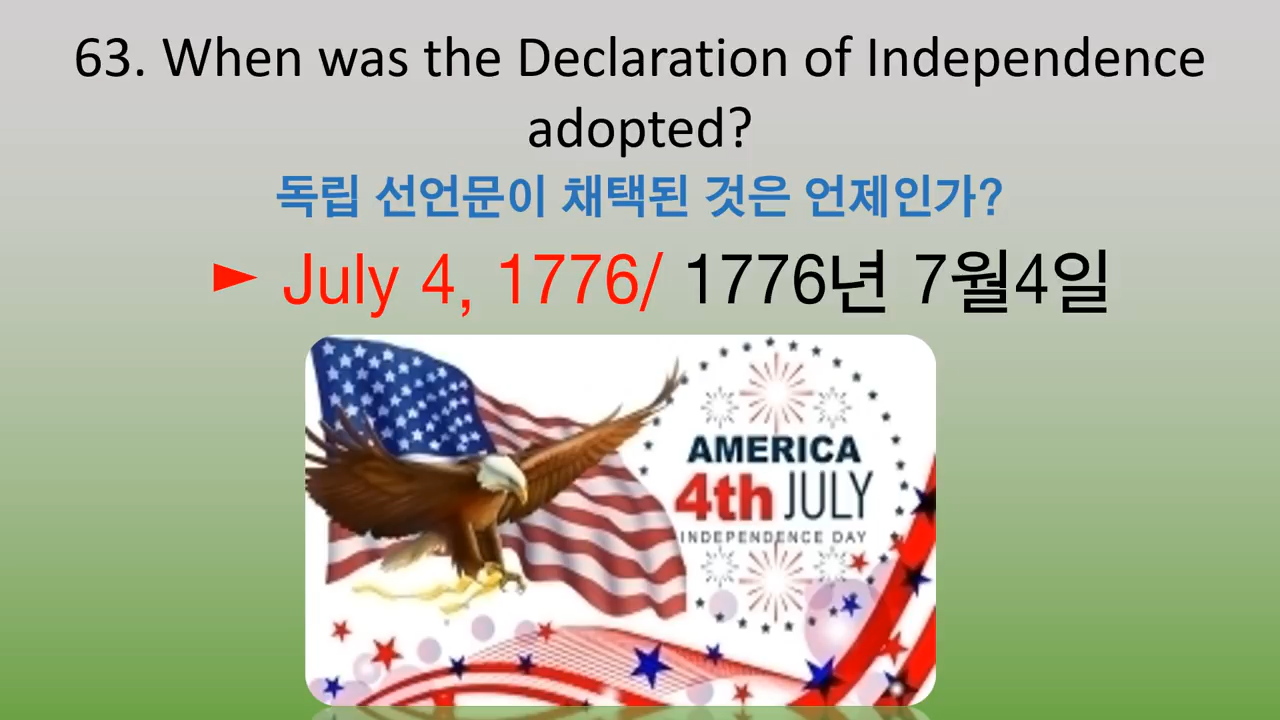 63. When was the Declaration of Independence
adopted?
독립 선언문이 채택된 것은 언제인가?
► July 4, 1776/ 1776년 7월4일
AMERICA
4th JULY
INDEPENDENCE DAY